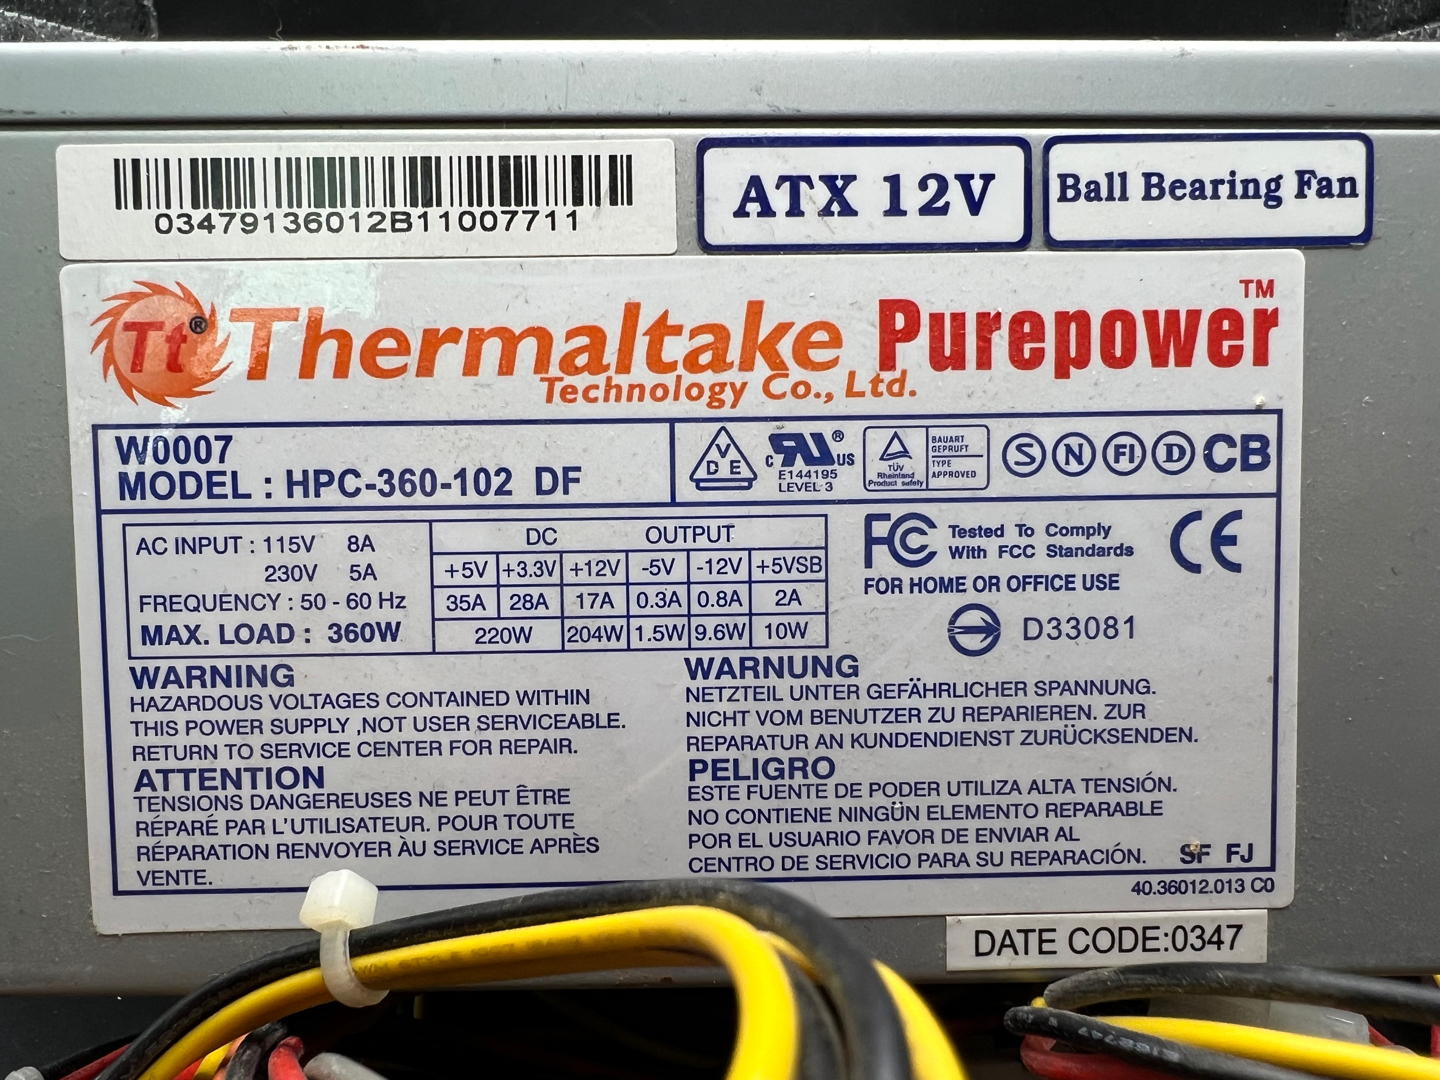 03479136012B11007711
ATX 12V
Ball Bearing Fan
Tt® Thermaltake Purepower™
Technology Co., Ltd.
W0007
MODEL : HPC-360-102 DF
VDE
c RU ® US
E144195
LEVEL 3
TÜV
Rheinland
Product safety
BAUART
GEPRÜFT
TYPE
APPROVED
S N FI D CB
AC INPUT : 115V 8A
230V 5A
FREQUENCY : 50 - 60 Hz
MAX. LOAD : 360W
DC OUTPUT
+5V +3.3V +12V -5V -12V +5VSB
35A 28A 17A 0.3A 0.8A 2A
220W 204W 1.5W 9.6W 10W
FC Tested To Comply
With FCC Standards
FOR HOME OR OFFICE USE
CE
D33081
WARNING
HAZARDOUS VOLTAGES CONTAINED WITHIN
THIS POWER SUPPLY ,NOT USER SERVICEABLE.
RETURN TO SERVICE CENTER FOR REPAIR.
ATTENTION
TENSIONS DANGEREUSES NE PEUT ÊTRE
RÉPARÉ PAR L'UTILISATEUR. POUR TOUTE
RÉPARATION RENVOYER ÀU SERVICE APRÈS
VENTE.
WARNUNG
NETZTEIL UNTER GEFÄHRLICHER SPANNUNG.
NICHT VOM BENUTZER ZU REPARIEREN. ZUR
REPARATUR AN KUNDENDIENST ZURÜCKSENDEN.
PELIGRO
ESTE FUENTE DE PODER UTILIZA ALTA TENSIÓN.
NO CONTIENE NINGÜN ELEMENTO REPARABLE
POR EL USUARIO FAVOR DE ENVIAR AL
CENTRO DE SERVICIO PARA SU REPARACIÓN.
SF FJ
40.36012.013 C0
DATE CODE:0347